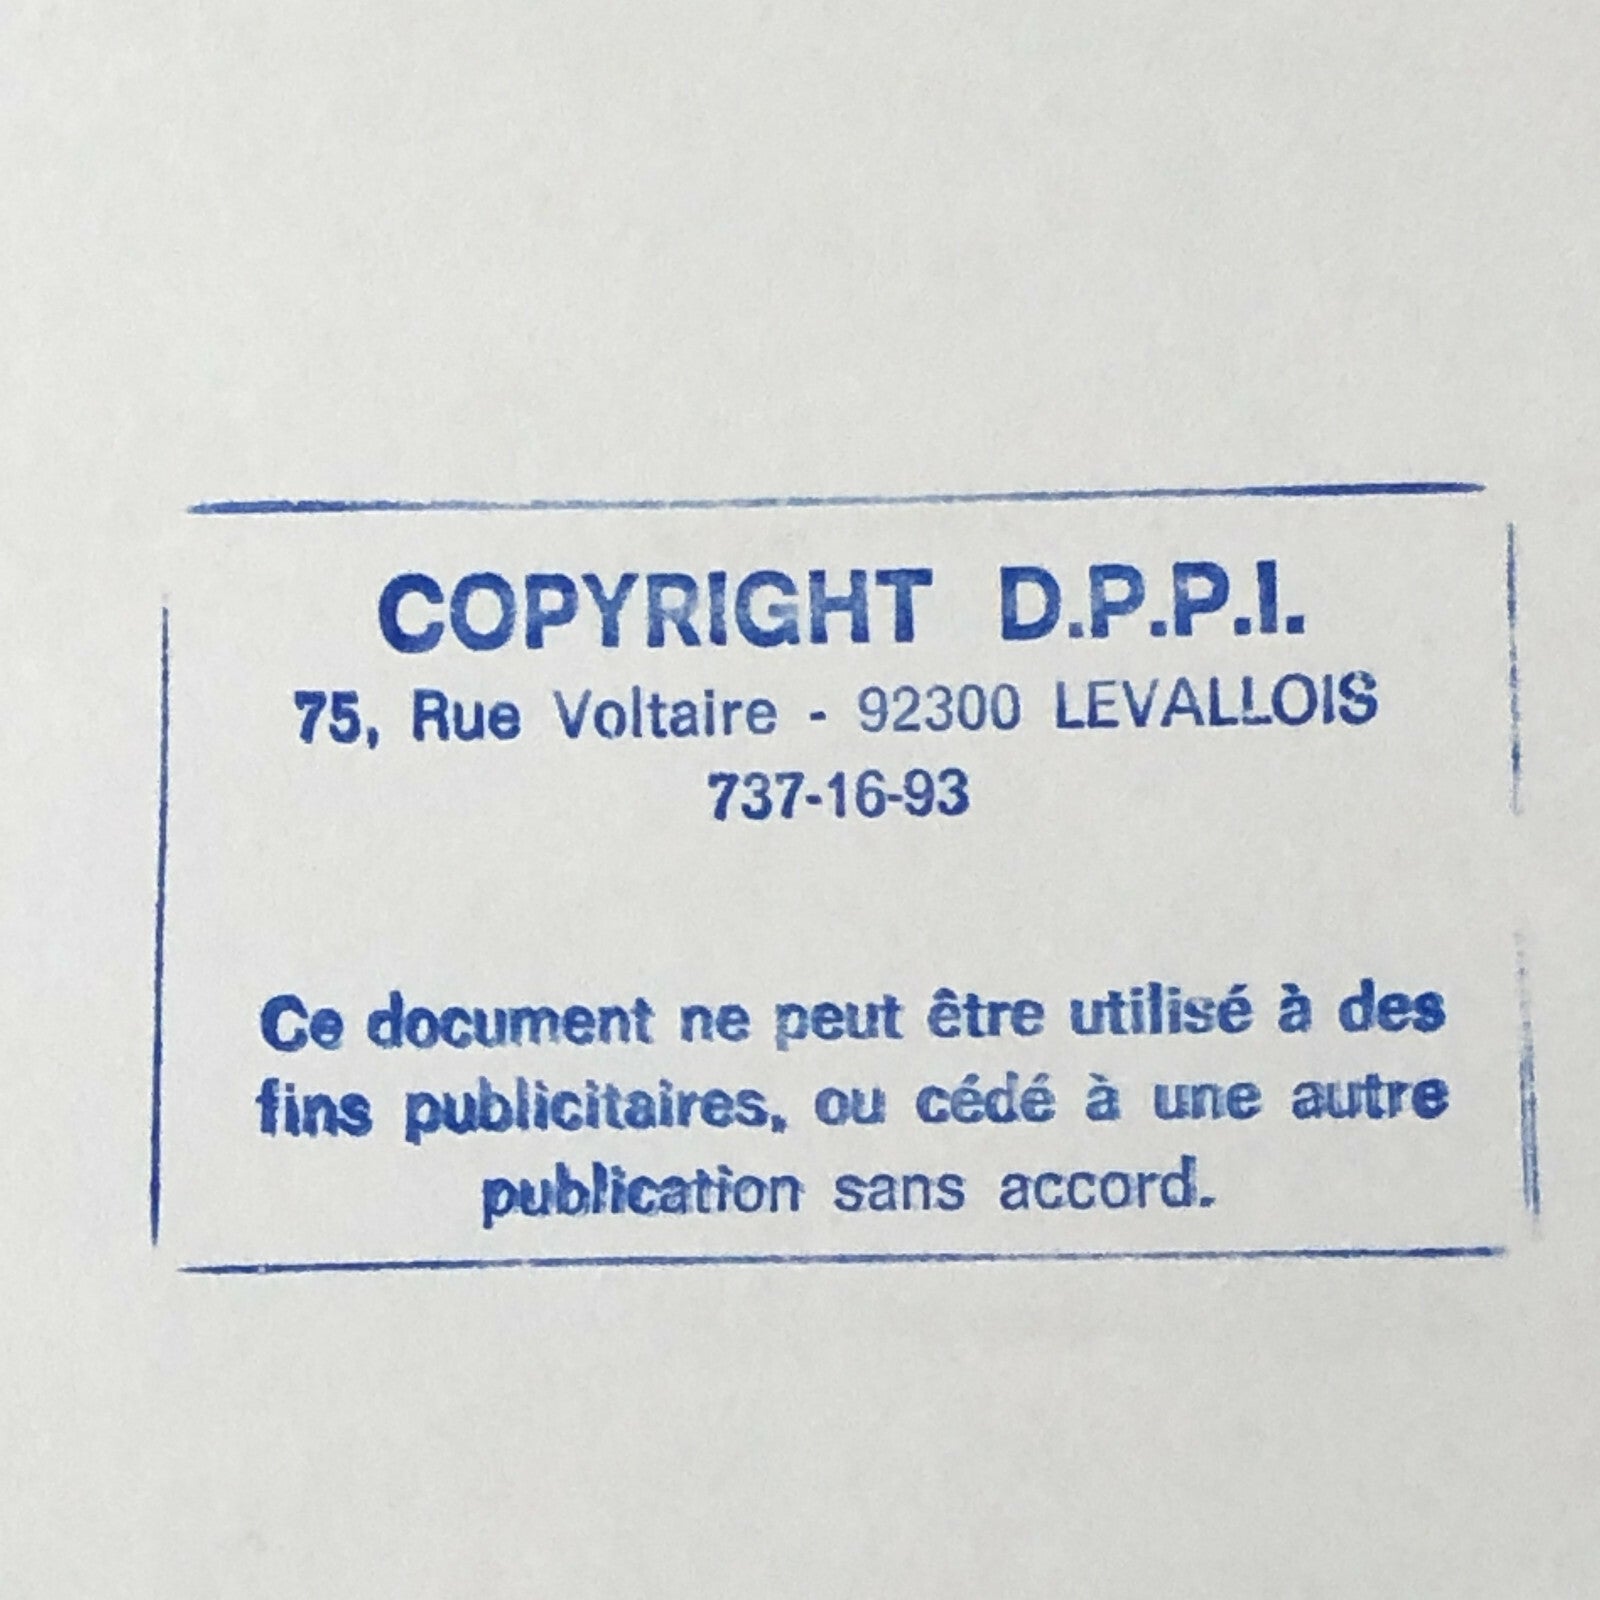 COPYRIGHT D.P.P.I.
75, Rue Voltaire - 92300 LEVALLOIS
737-16-93
Ce document ne peut être utilisé à des
fins publicitaires, ou cédé à une autre
publication sans accord.